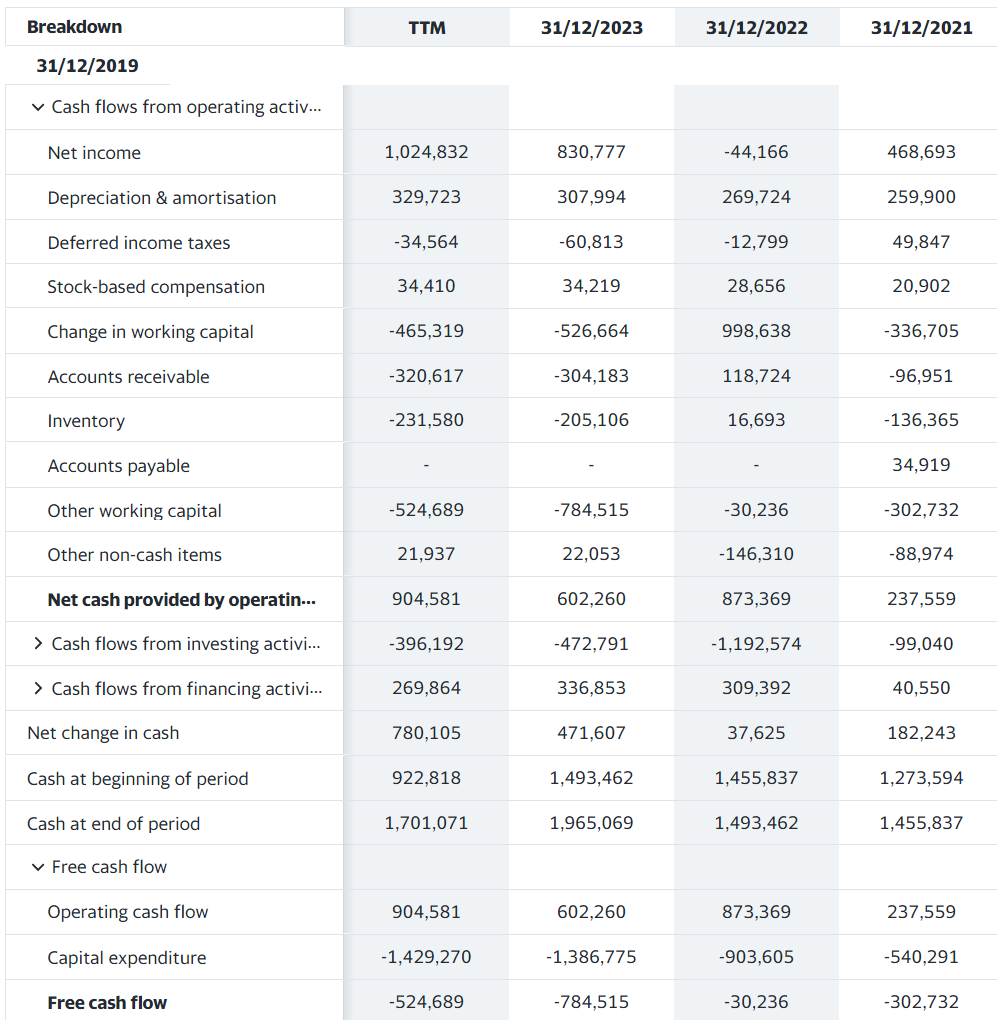 Breakdown TTM 31/12/2023 31/12/2022 31/12/2021
31/12/2019
Cash flows from operating activ...
Net income 1,024,832 830,777 -44,166 468,693
Depreciation & amortisation 329,723 307,994 269,724 259,900
Deferred income taxes -34,564 -60,813 -12,799 49,847
Stock-based compensation 34,410 34,219 28,656 20,902
Change in working capital -465,319 -526,664 998,638 -336,705
Accounts receivable -320,617 -304,183 118,724 -96,951
Inventory -231,580 -205,106 16,693 -136,365
Accounts payable - - - 34,919
Other working capital -524,689 -784,515 -30,236 -302,732
Other non-cash items 21,937 22,053 -146,310 -88,974
Net cash provided by operatin... 904,581 602,260 873,369 237,559
Cash flows from investing activi... -396,192 -472,791 -1,192,574 -99,040
Cash flows from financing activi... 269,864 336,853 309,392 40,550
Net change in cash 780,105 471,607 37,625 182,243
Cash at beginning of period 922,818 1,493,462 1,455,837 1,273,594
Cash at end of period 1,701,071 1,965,069 1,493,462 1,455,837
Free cash flow
Operating cash flow 904,581 602,260 873,369 237,559
Capital expenditure -1,429,270 -1,386,775 -903,605 -540,291
Free cash flow -524,689 -784,515 -30,236 -302,732